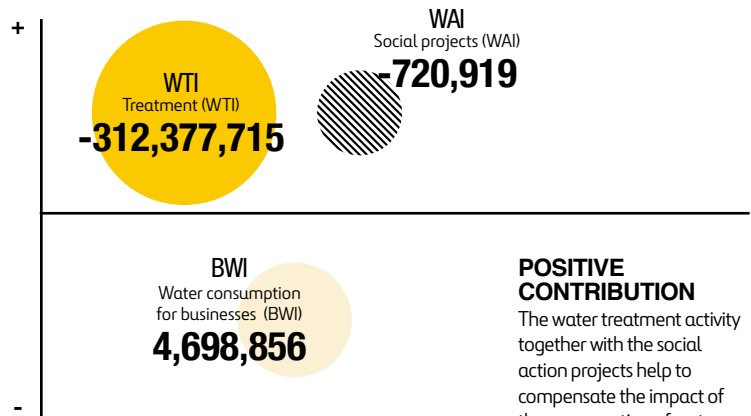 +
WTI
Treatment (WTI)
-312,377,715
WAI
Social projects (WAI)
-720,919
BWI
Water consumption
for businesses (BWI)
4,698,856
POSITIVE
CONTRIBUTION
The water treatment activity
together with the social
action projects help to
compensate the impact of
-